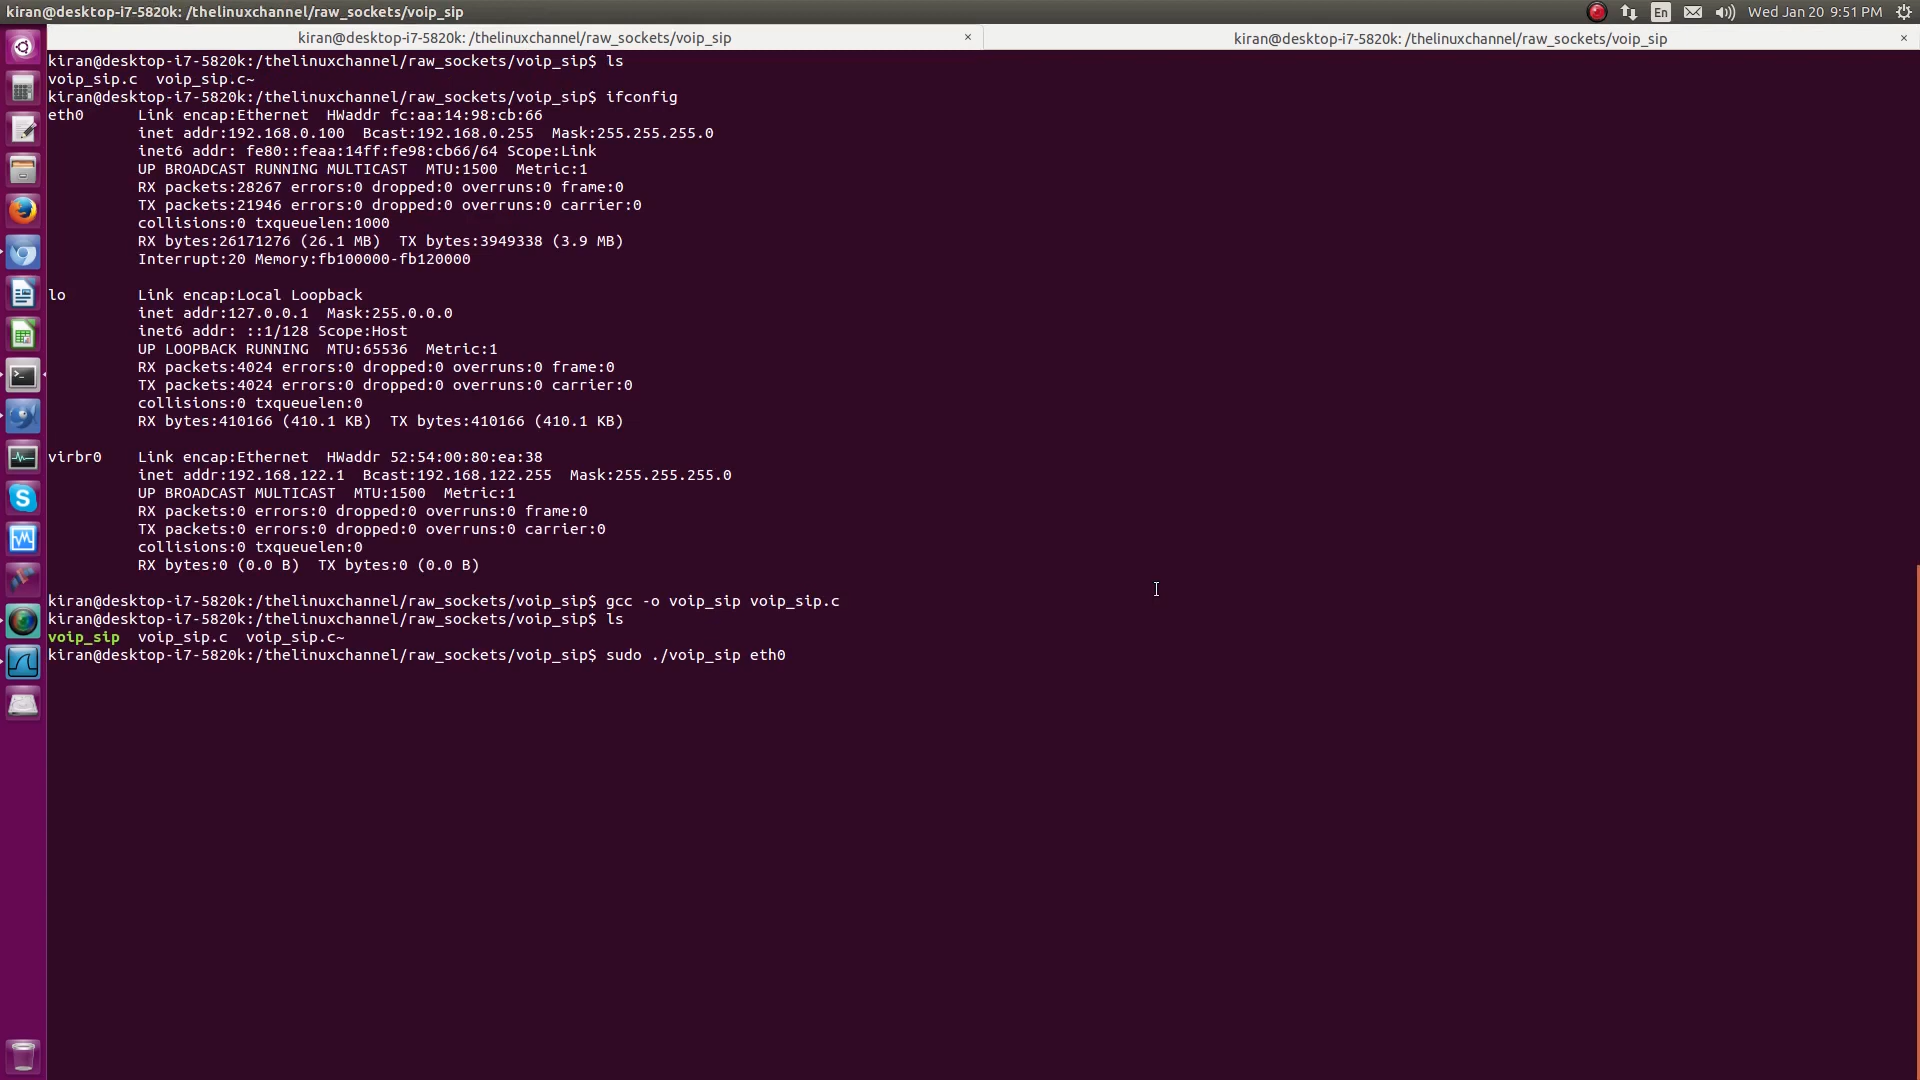 kiran@desktop-i7-5820k: /thelinuxchannel/raw_sockets/voip_sip
En
Wed Jan 20 9:51 PM
kiran@desktop-i7-5820k: /thelinuxchannel/raw_sockets/voip_sip ×
kiran@desktop-i7-5820k: /thelinuxchannel/raw_sockets/voip_sip ×
kiran@desktop-i7-5820k:/thelinuxchannel/raw_sockets/voip_sip$ ls
voip_sip.c  voip_sip.c~
kiran@desktop-i7-5820k:/thelinuxchannel/raw_sockets/voip_sip$ ifconfig
eth0      Link encap:Ethernet  HWaddr fc:aa:14:98:cb:66
          inet addr:192.168.0.100  Bcast:192.168.0.255  Mask:255.255.255.0
          inet6 addr: fe80::feaa:14ff:fe98:cb66/64 Scope:Link
          UP BROADCAST RUNNING MULTICAST  MTU:1500  Metric:1
          RX packets:28267 errors:0 dropped:0 overruns:0 frame:0
          TX packets:21946 errors:0 dropped:0 overruns:0 carrier:0
          collisions:0 txqueuelen:1000
          RX bytes:26171276 (26.1 MB)  TX bytes:3949338 (3.9 MB)
          Interrupt:20 Memory:fb100000-fb120000
lo        Link encap:Local Loopback
          inet addr:127.0.0.1  Mask:255.0.0.0
          inet6 addr: ::1/128 Scope:Host
          UP LOOPBACK RUNNING  MTU:65536  Metric:1
          RX packets:4024 errors:0 dropped:0 overruns:0 frame:0
          TX packets:4024 errors:0 dropped:0 overruns:0 carrier:0
          collisions:0 txqueuelen:0
          RX bytes:410166 (410.1 KB)  TX bytes:410166 (410.1 KB)
virbr0    Link encap:Ethernet  HWaddr 52:54:00:80:ea:38
          inet addr:192.168.122.1  Bcast:192.168.122.255  Mask:255.255.255.0
          UP BROADCAST MULTICAST  MTU:1500  Metric:1
          RX packets:0 errors:0 dropped:0 overruns:0 frame:0
          TX packets:0 errors:0 dropped:0 overruns:0 carrier:0
          collisions:0 txqueuelen:0
          RX bytes:0 (0.0 B)  TX bytes:0 (0.0 B)
kiran@desktop-i7-5820k:/thelinuxchannel/raw_sockets/voip_sip$ gcc -o voip_sip voip_sip.c
kiran@desktop-i7-5820k:/thelinuxchannel/raw_sockets/voip_sip$ ls
voip_sip  voip_sip.c  voip_sip.c~
kiran@desktop-i7-5820k:/thelinuxchannel/raw_sockets/voip_sip$ sudo ./voip_sip eth0